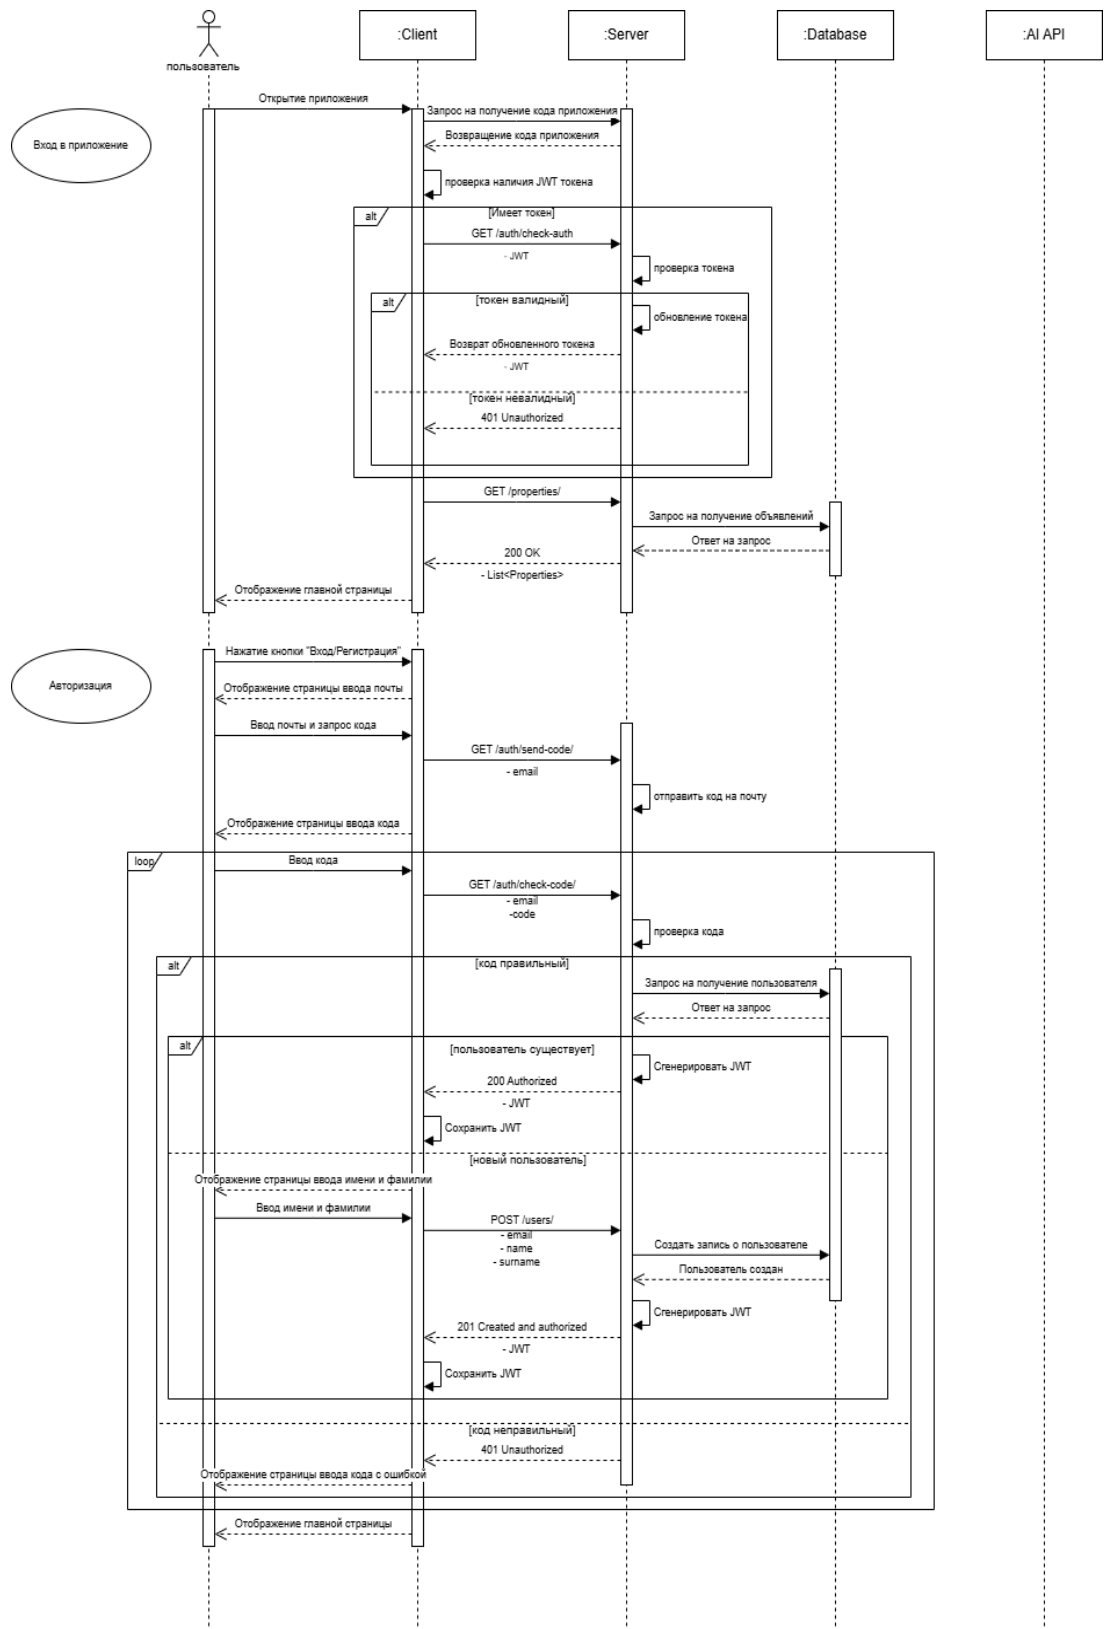 :Client
:Server
:Database
:AI API
пользователь
Открытие приложения
Запрос на получение кода приложения
Вход в приложение
Возвращение кода приложения
проверка наличия JWT токена
alt
[Имеет токен]
GET /auth/check-auth
- JWT
проверка токена
alt
[токен валидный]
обновление токена
Возврат обновленного токена
- JWT
[токен невалидный]
401 Unauthorized
GET /properties/
Запрос на получение объявлений
Ответ на запрос
200 OK
- List<Properties>
Отображение главной страницы
Нажатие кнопки "Вход/Регистрация"
Авторизация
Отображение страницы ввода почты
Ввод почты и запрос кода
GET /auth/send-code/
- email
отправить код на почту
Отображение страницы ввода кода
loop
Ввод кода
GET /auth/check-code/
- email
-code
проверка кода
alt
[код правильный]
Запрос на получение пользователя
Ответ на запрос
alt
[пользователь существует]
Сгенерировать JWT
200 Authorized
- JWT
Сохранить JWT
[новый пользователь]
Отображение страницы ввода имени и фамилии
Ввод имени и фамилии
POST /users/
- email
- name
- surname
Создать запись о пользователе
Пользователь создан
Сгенерировать JWT
201 Created and authorized
- JWT
Сохранить JWT
[код неправильный]
401 Unauthorized
Отображение страницы ввода кода с ошибкой
Отображение главной страницы